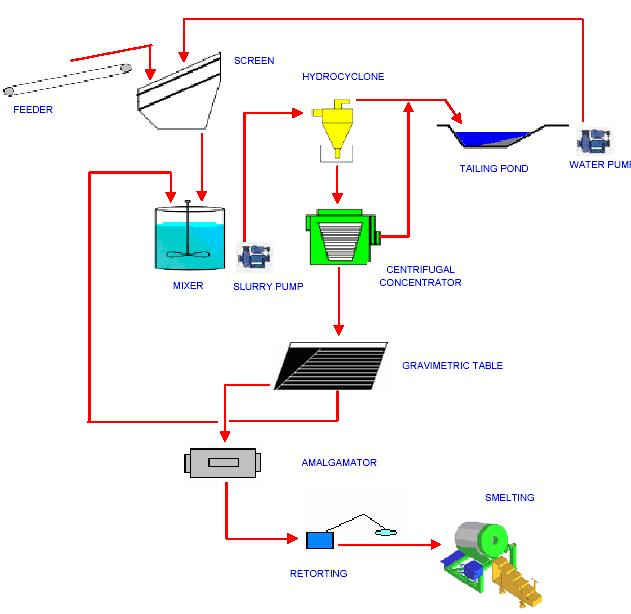 SCREEN
HYDROCYCLONE
FEEDER
TAILING POND
WATER PUMP
MIXER
SLURRY PUMP
CENTRIFUGAL
CONCENTRATOR
GRAVIMETRIC TABLE
AMALGAMATOR
SMELTING
RETORTING